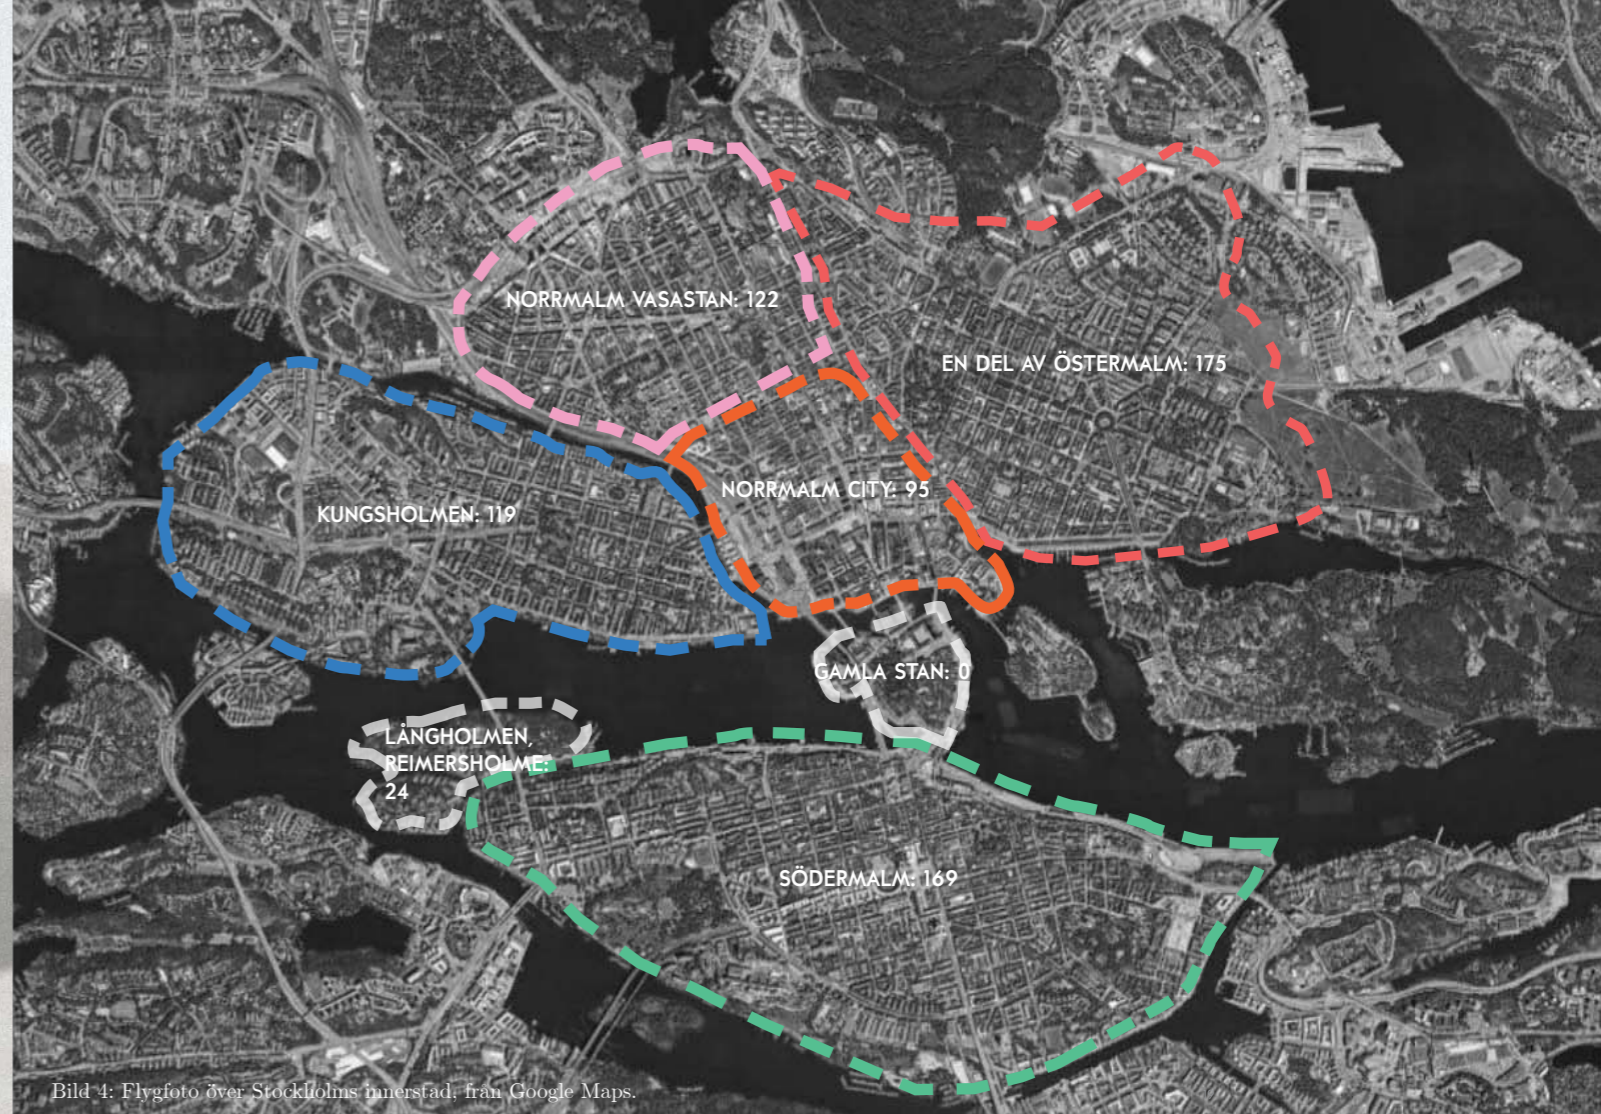 NORRMALM VASASTAN: 122
EN DEL AV ÖSTERMALM: 175
NORRMALM CITY: 95
KUNGSHOLMEN: 119
GAMLA STAN: 0
LÅNGHOLMEN,
REIMERSHOLME:
24
SÖDERMALM: 169
Bild 4: Flygfoto över Stockholms innerstad, från Google Maps.